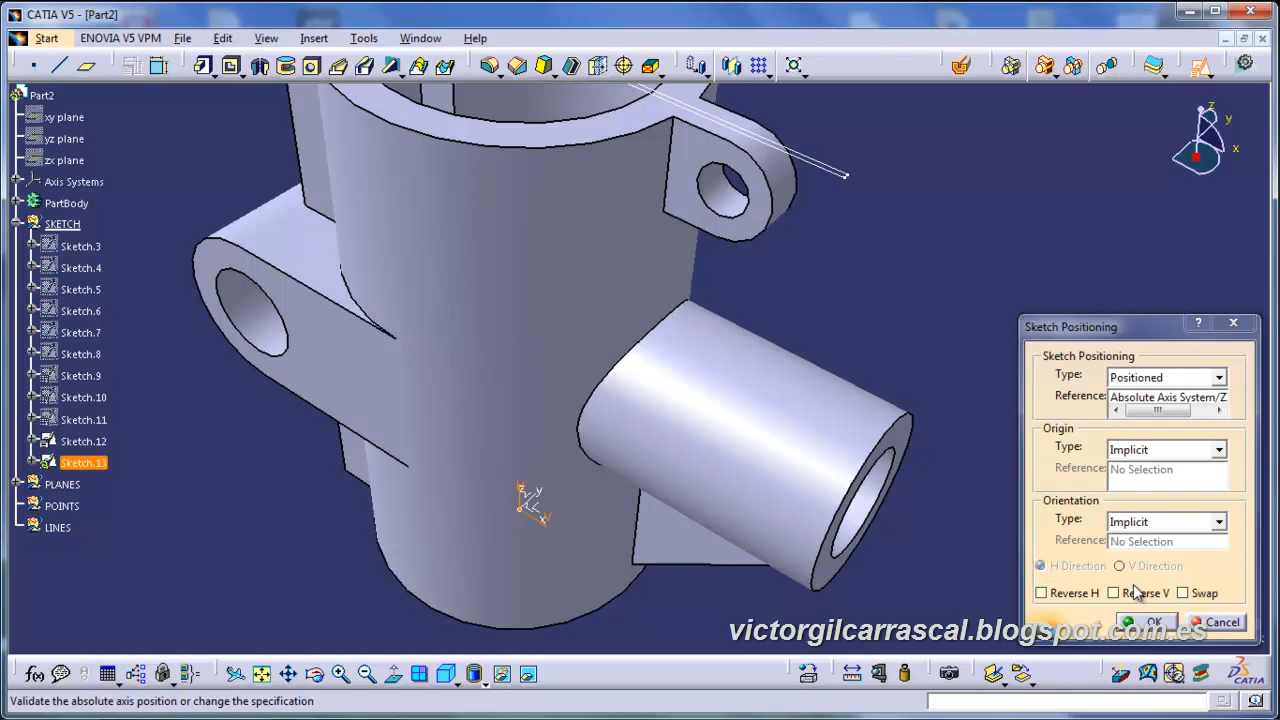 CATIA V5 - [Part2]
Start ENOVIA V5 VPM File Edit View Insert Tools Window Help
Part2
xy plane
yz plane
zx plane
Axis Systems
PartBody
SKETCH
Sketch.3
Sketch.4
Sketch.5
Sketch.6
Sketch.7
Sketch.8
Sketch.9
Sketch.10
Sketch.11
Sketch.12
Sketch.13
PLANES
POINTS
LINES
z
y
x
z
y
x
H
V
Sketch Positioning
Sketch Positioning
Type: Positioned
Reference: Absolute Axis System/Z
Origin
Type: Implicit
Reference: No Selection
Orientation
Type: Implicit
Reference: No Selection
H Direction V Direction
Reverse H Reverse V Swap
OK Cancel
victorgilcarrascal.blogspot.com.es
f(x)
CATIA
Validate the absolute axis position or change the specification